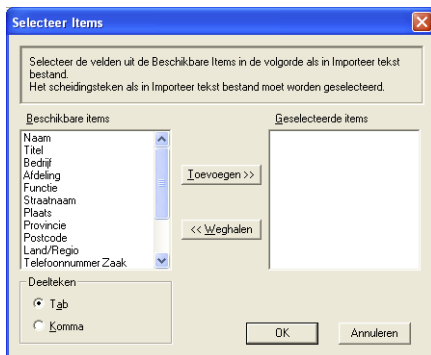 Selecteer Items
Selecteer de velden uit de Beschikbare Items in de volgorde als in Importeer tekst
bestand.
Het scheidingsteken als in Importeer tekst bestand moet worden geselecteerd.
Beschikbare items
Geselecteerde items
Naam
Titel
Bedrijf
Afdeling
Functie
Straatnaam
Plaats
Provincie
Postcode
Land/Regio
Telefoonnummer Zaak
Toevoegen >>
<< Weghalen
Deelteken
Tab
Komma
OK
Annuleren